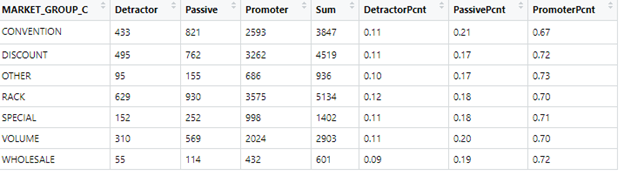 MARKET_GROUP_C Detractor Passive Promoter Sum DetractorPcnt PassivePcnt PromoterPcnt
CONVENTION 433 821 2593 3847 0.11 0.21 0.67
DISCOUNT 495 762 3262 4519 0.11 0.17 0.72
OTHER 95 155 686 936 0.10 0.17 0.73
RACK 629 930 3575 5134 0.12 0.18 0.70
SPECIAL 152 252 998 1402 0.11 0.18 0.71
VOLUME 310 569 2024 2903 0.11 0.20 0.70
WHOLESALE 55 114 432 601 0.09 0.19 0.72